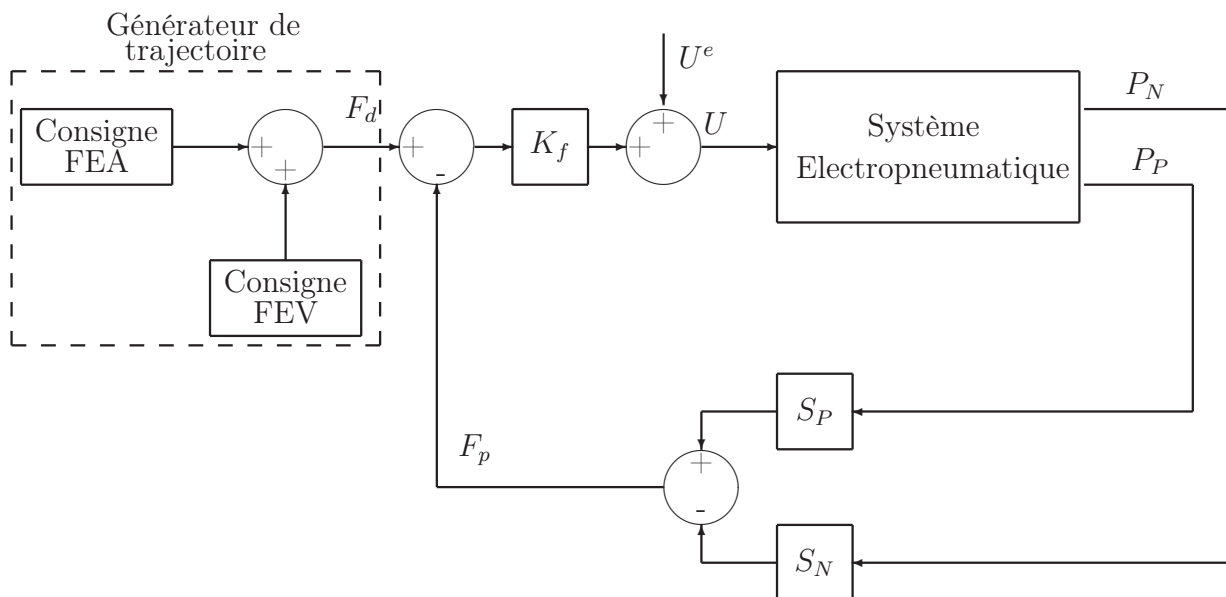 Générateur de
trajectoire
Consigne
FEA
+
+
F_d
+
-
K_f
U^e
+
+
U
Système
Electropneumatique
P_N
P_P
Consigne
FEV
S_P
F_p
+
-
S_N